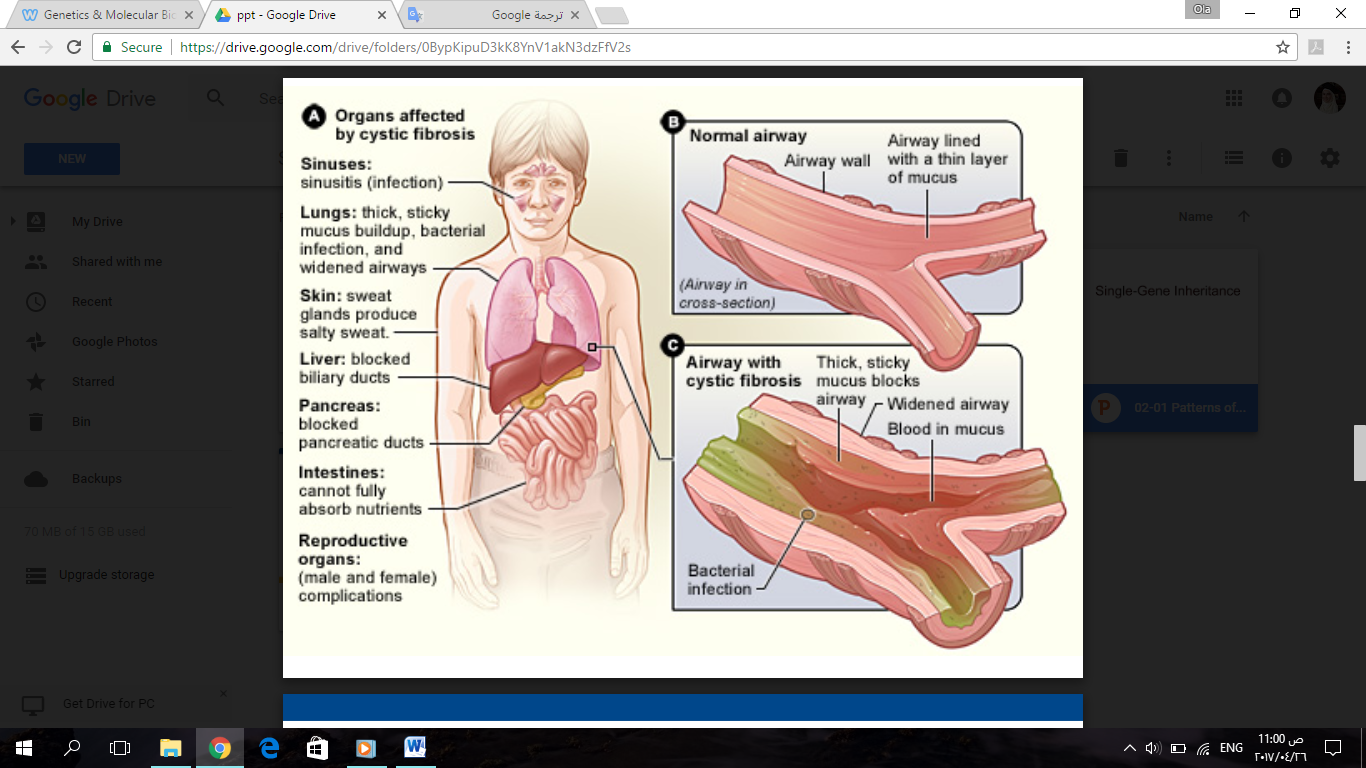 Genetics & Molecular Bio
ppt - Google Drive
ترجمة Google
Ola
Secure
https://drive.google.com/drive/folders/0BypKipuD3kK8YnV1akN3dzFfV2s
Google Drive
Sea
NEW
My Drive
Shared with me
Recent
Google Photos
Starred
Bin
Backups
70 MB of 15 GB used
Upgrade storage
Get Drive for PC
Name
Single-Gene Inheritance
P
02-01 Patterns of...
A
Organs affected
by cystic fibrosis
Sinuses:
sinusitis (infection)
Lungs: thick, sticky
mucus buildup, bacterial
infection, and
widened airways
Skin: sweat
glands produce
salty sweat.
Liver: blocked
biliary ducts
Pancreas:
blocked
pancreatic ducts
Intestines:
cannot fully
absorb nutrients
Reproductive
organs:
(male and female)
complications
B
Normal airway
Airway wall
Airway lined
with a thin layer
of mucus
(Airway in
cross-section)
C
Airway with
cystic fibrosis
Thick, sticky
mucus blocks
airway
Widened airway
Blood in mucus
Bacterial
infection
ENG
11:00 ص
٢٠١٧/٠٤/٢٦